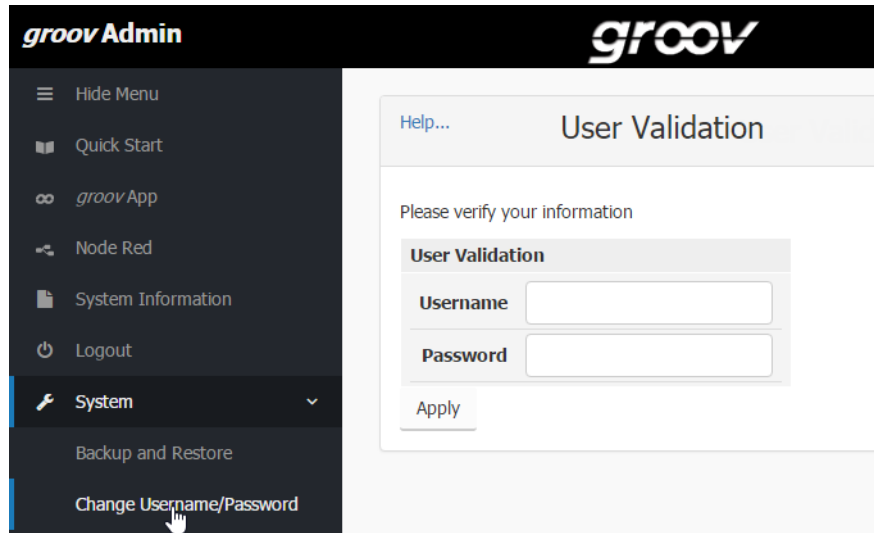 groov Admin
groov
Hide Menu
Quick Start
groov App
Node Red
System Information
Logout
System
Backup and Restore
Change Username/Password
Help...
User Validation
Please verify your information
User Validation
Username
Password
Apply